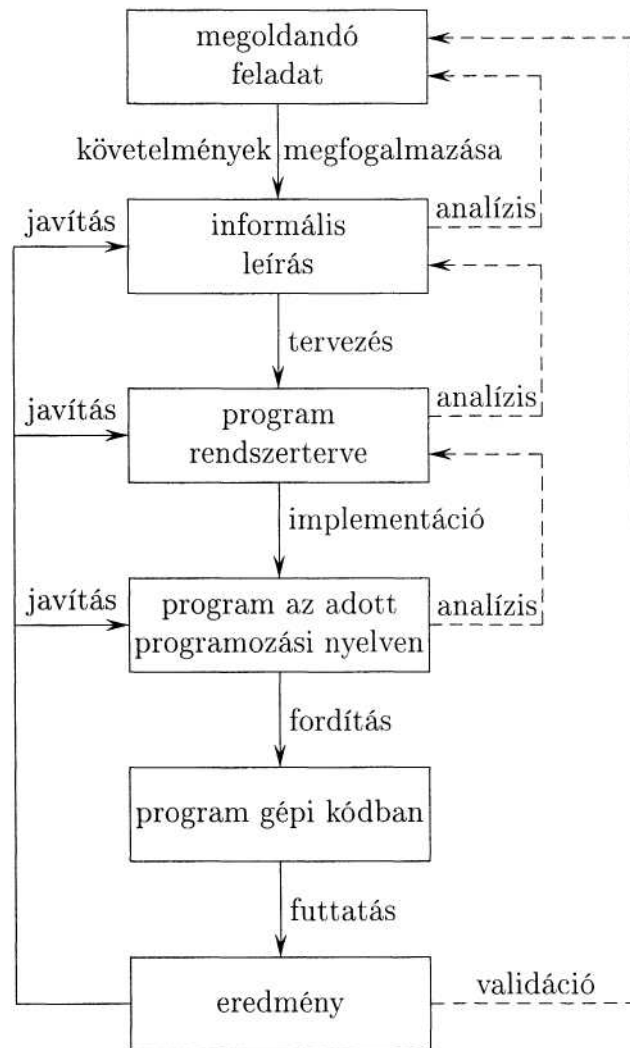 megoldandó
feladat
követelmények megfogalmazása
javítás
informális
leírás
analízis
tervezés
javítás
program
rendszerterve
analízis
implementáció
javítás
program az adott
programozási nyelven
analízis
fordítás
program gépi kódban
futtatás
eredmény
validáció